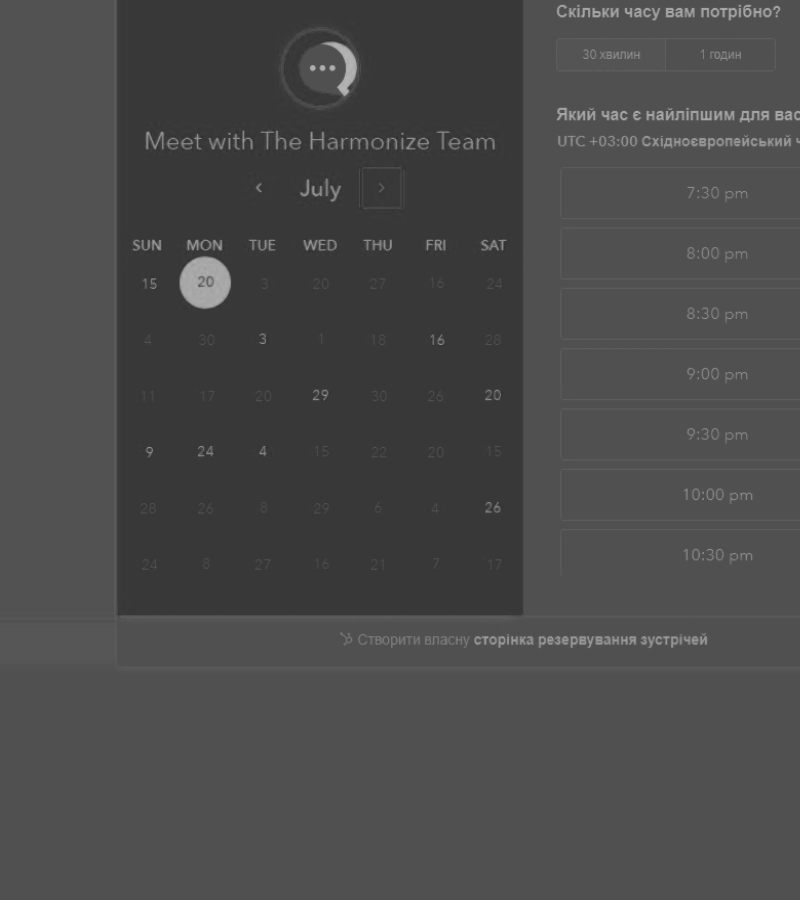 Скільки часу вам потрібно?
30 хвилин 1 годин
Meet with The Harmonize Team
July
Який час є найліпшим для вас
UTC +03:00 Східноєвропейський ч
SUN MON TUE WED THU FRI SAT
15 20 3 20 27 16 24
4 30 3 1 18 16 28
11 17 20 29 30 26 20
9 24 4 15 22 20 15
28 26 8 29 6 4 26
24 8 27 16 21 7 17
7:30 pm
8:00 pm
8:30 pm
9:00 pm
9:30 pm
10:00 pm
10:30 pm
Створити власну сторінка резервування зустрічей